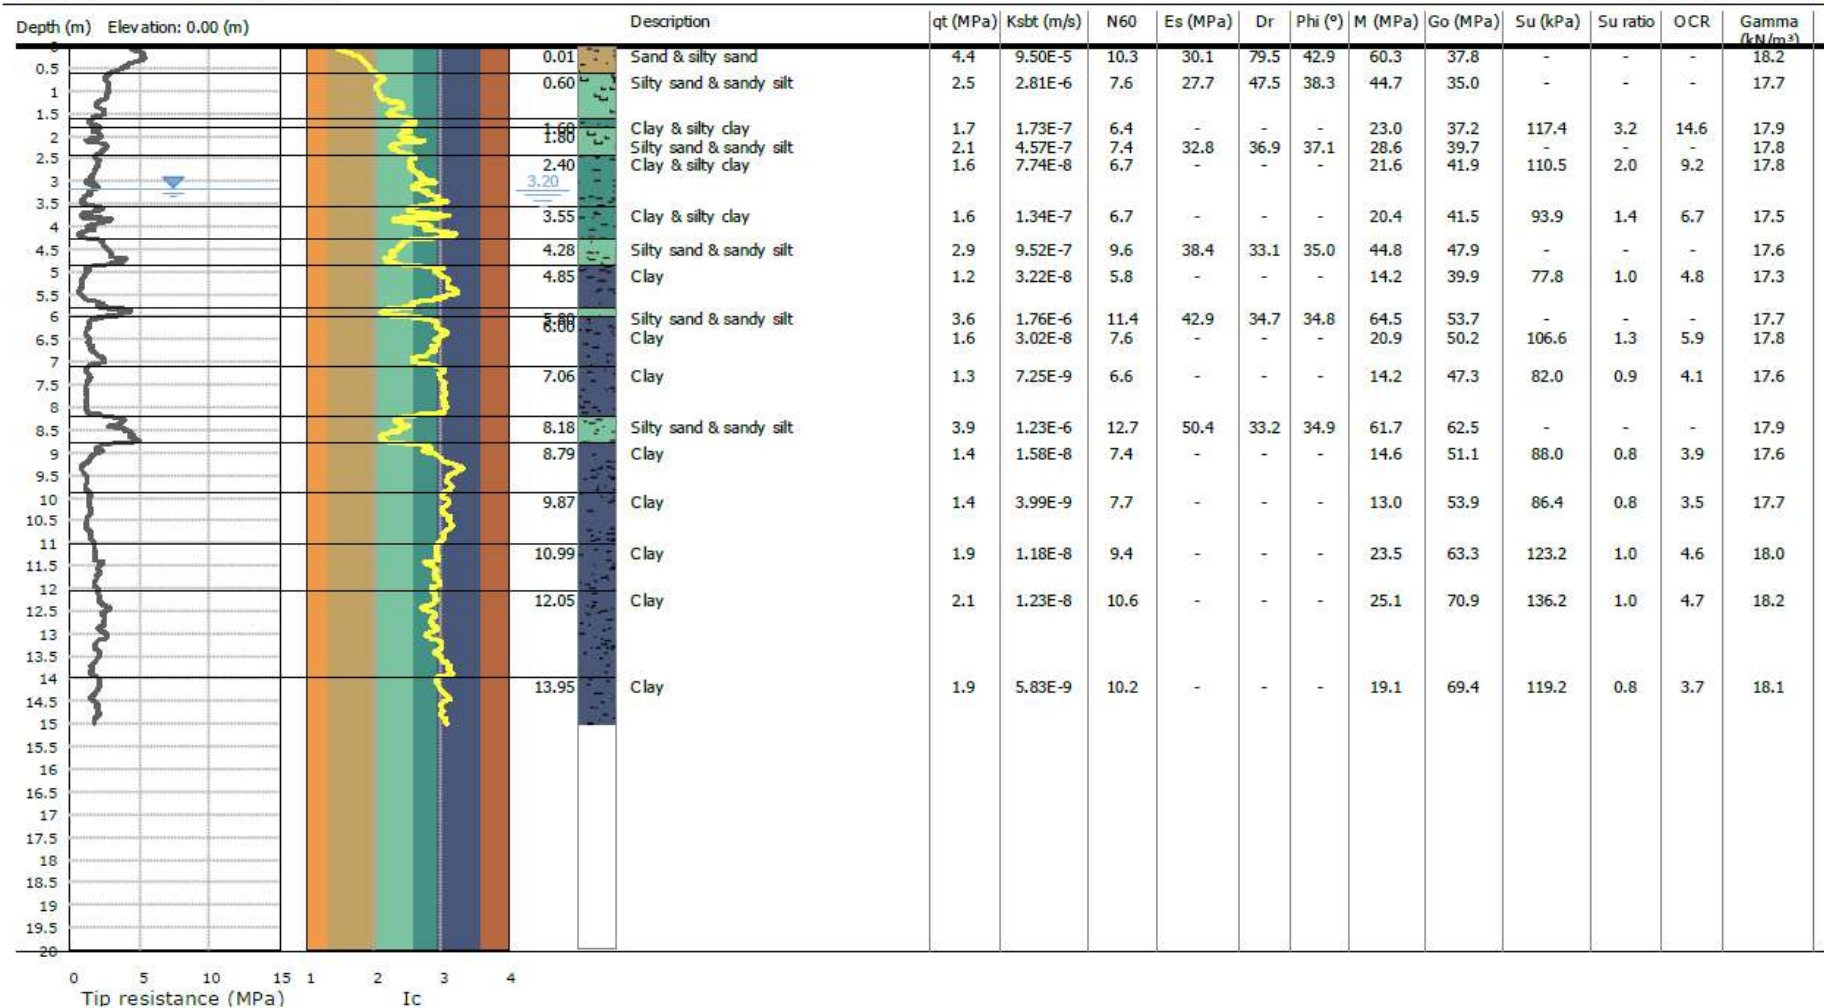 Depth (m) Elevation: 0.00 (m) Description qt (MPa) Ksbt (m/s) N60 Es (MPa) Dr Phi (°) M (MPa) Go (MPa) Su (kPa) Su ratio OCR Gamma (kN/m³)
0.01 Sand & silty sand 4.4 9.50E-5 10.3 30.1 79.5 42.9 60.3 37.8 - - - 18.2
0.5
0.60 Silty sand & sandy silt 2.5 2.81E-6 7.6 27.7 47.5 38.3 44.7 35.0 - - - 17.7
1
1.5
1.60 Clay & silty clay 1.7 1.73E-7 6.4 - - - 23.0 37.2 117.4 3.2 14.6 17.9
2 1.80 Silty sand & sandy silt 2.1 4.57E-7 7.4 32.8 36.9 37.1 28.6 39.7 - - - 17.8
2.5 2.40 Clay & silty clay 1.6 7.74E-8 6.7 - - - 21.6 41.9 110.5 2.0 9.2 17.8
3 3.20
3.5 3.55 Clay & silty clay 1.6 1.34E-7 6.7 - - - 20.4 41.5 93.9 1.4 6.7 17.5
4
4.5 4.28 Silty sand & sandy silt 2.9 9.52E-7 9.6 38.4 33.1 35.0 44.8 47.9 - - - 17.6
5 4.85 Clay 1.2 3.22E-8 5.8 - - - 14.2 39.9 77.8 1.0 4.8 17.3
5.5
6 5.80 Silty sand & sandy silt 3.6 1.76E-6 11.4 42.9 34.7 34.8 64.5 53.7 - - - 17.7
6.5 6.00 Clay 1.6 3.02E-8 7.6 - - - 20.9 50.2 106.6 1.3 5.9 17.8
7
7.5 7.06 Clay 1.3 7.25E-9 6.6 - - - 14.2 47.3 82.0 0.9 4.1 17.6
8
8.5 8.18 Silty sand & sandy silt 3.9 1.23E-6 12.7 50.4 33.2 34.9 61.7 62.5 - - - 17.9
9 8.79 Clay 1.4 1.58E-8 7.4 - - - 14.6 51.1 88.0 0.8 3.9 17.6
9.5
10 9.87 Clay 1.4 3.99E-9 7.7 - - - 13.0 53.9 86.4 0.8 3.5 17.7
10.5
11
11.5 10.99 Clay 1.9 1.18E-8 9.4 - - - 23.5 63.3 123.2 1.0 4.6 18.0
12
12.5 12.05 Clay 2.1 1.23E-8 10.6 - - - 25.1 70.9 136.2 1.0 4.7 18.2
13
13.5
14
14.5 13.95 Clay 1.9 5.83E-9 10.2 - - - 19.1 69.4 119.2 0.8 3.7 18.1
15
15.5
16
16.5
17
17.5
18
18.5
19
19.5
20
0 5 10 15 1 2 3 4
Tip resistance (MPa) Ic